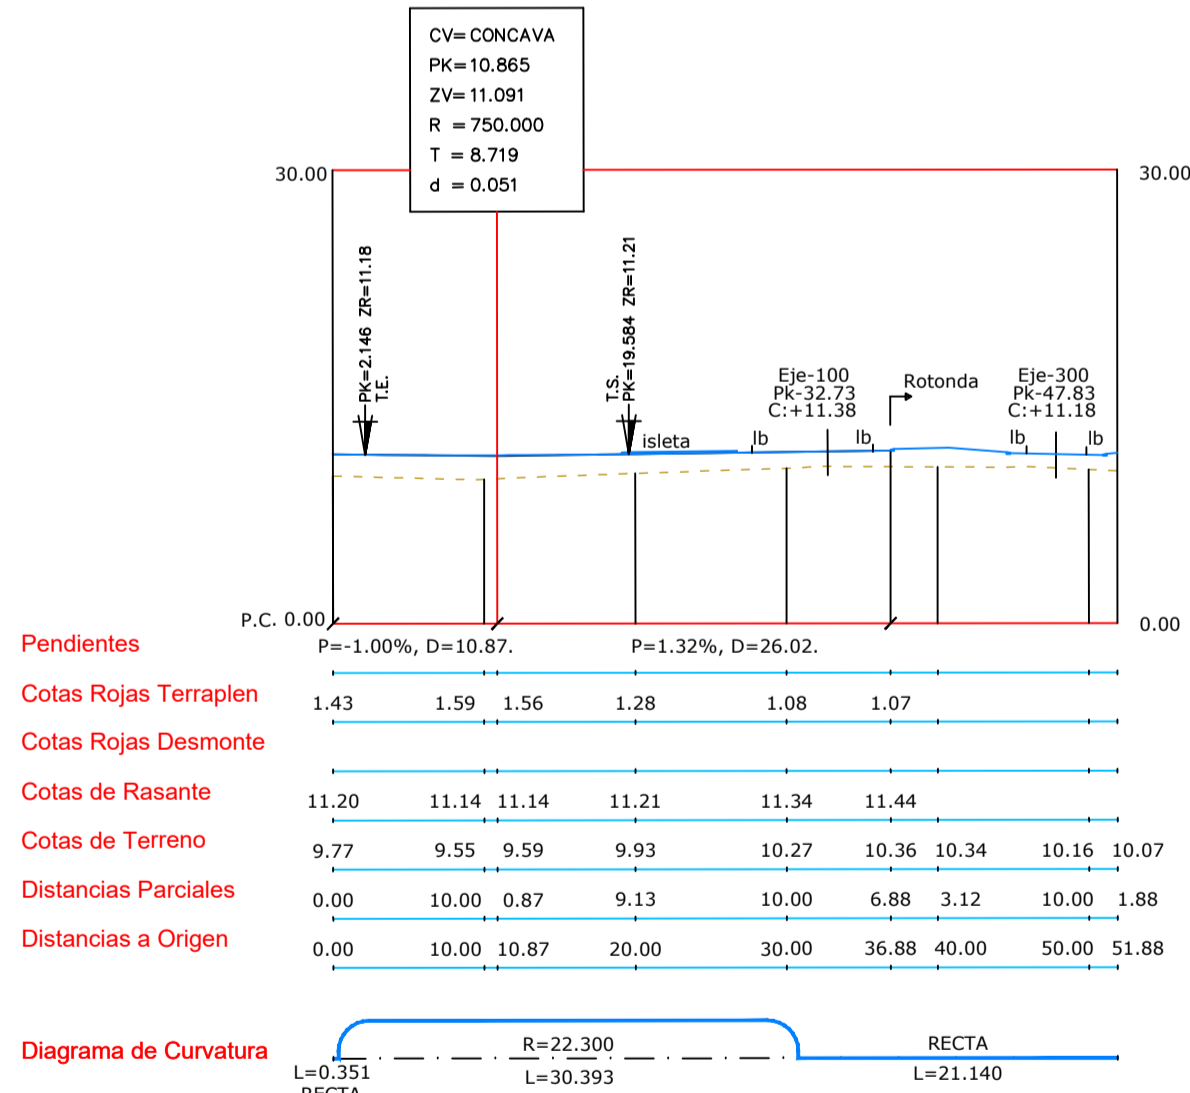 CV= CONCAVA
PK=10.865
ZV= 11.091
R = 750.000
T = 8.719
d = 0.051
30.00
30.00
PK=2.146 ZR=11.18
T.E.
T.S.
PK=19.584 ZR=11.21
isleta
lb
Eje-100
Pk-32.73
C:+11.38
lb
Rotonda
Eje-300
Pk-47.83
C:+11.18
lb
lb
P.C. 0.00
0.00
Pendientes P=-1.00%, D=10.87. P=1.32%, D=26.02.
Cotas Rojas Terraplen 1.43 1.59 1.56 1.28 1.08 1.07
Cotas Rojas Desmonte
Cotas de Rasante 11.20 11.14 11.14 11.21 11.34 11.44
Cotas de Terreno 9.77 9.55 9.59 9.93 10.27 10.36 10.34 10.16 10.07
Distancias Parciales 0.00 10.00 0.87 9.13 10.00 6.88 3.12 10.00 1.88
Distancias a Origen 0.00 10.00 10.87 20.00 30.00 36.88 40.00 50.00 51.88
Diagrama de Curvatura R=22.300 RECTA
L=0.351 L=30.393 L=21.140
RECTA